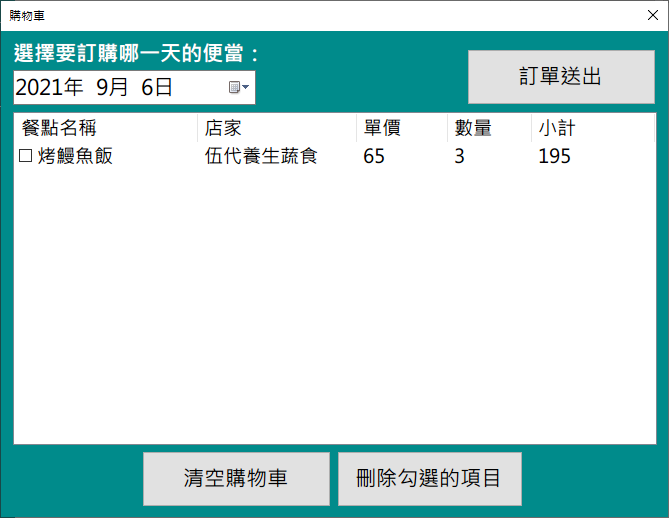 購物車
選擇要訂購哪一天的便當：
2021年 9月 6日
訂單送出
餐點名稱 店家 單價 數量 小計
烤鰻魚飯 伍代養生蔬食 65 3 195
清空購物車 刪除勾選的項目